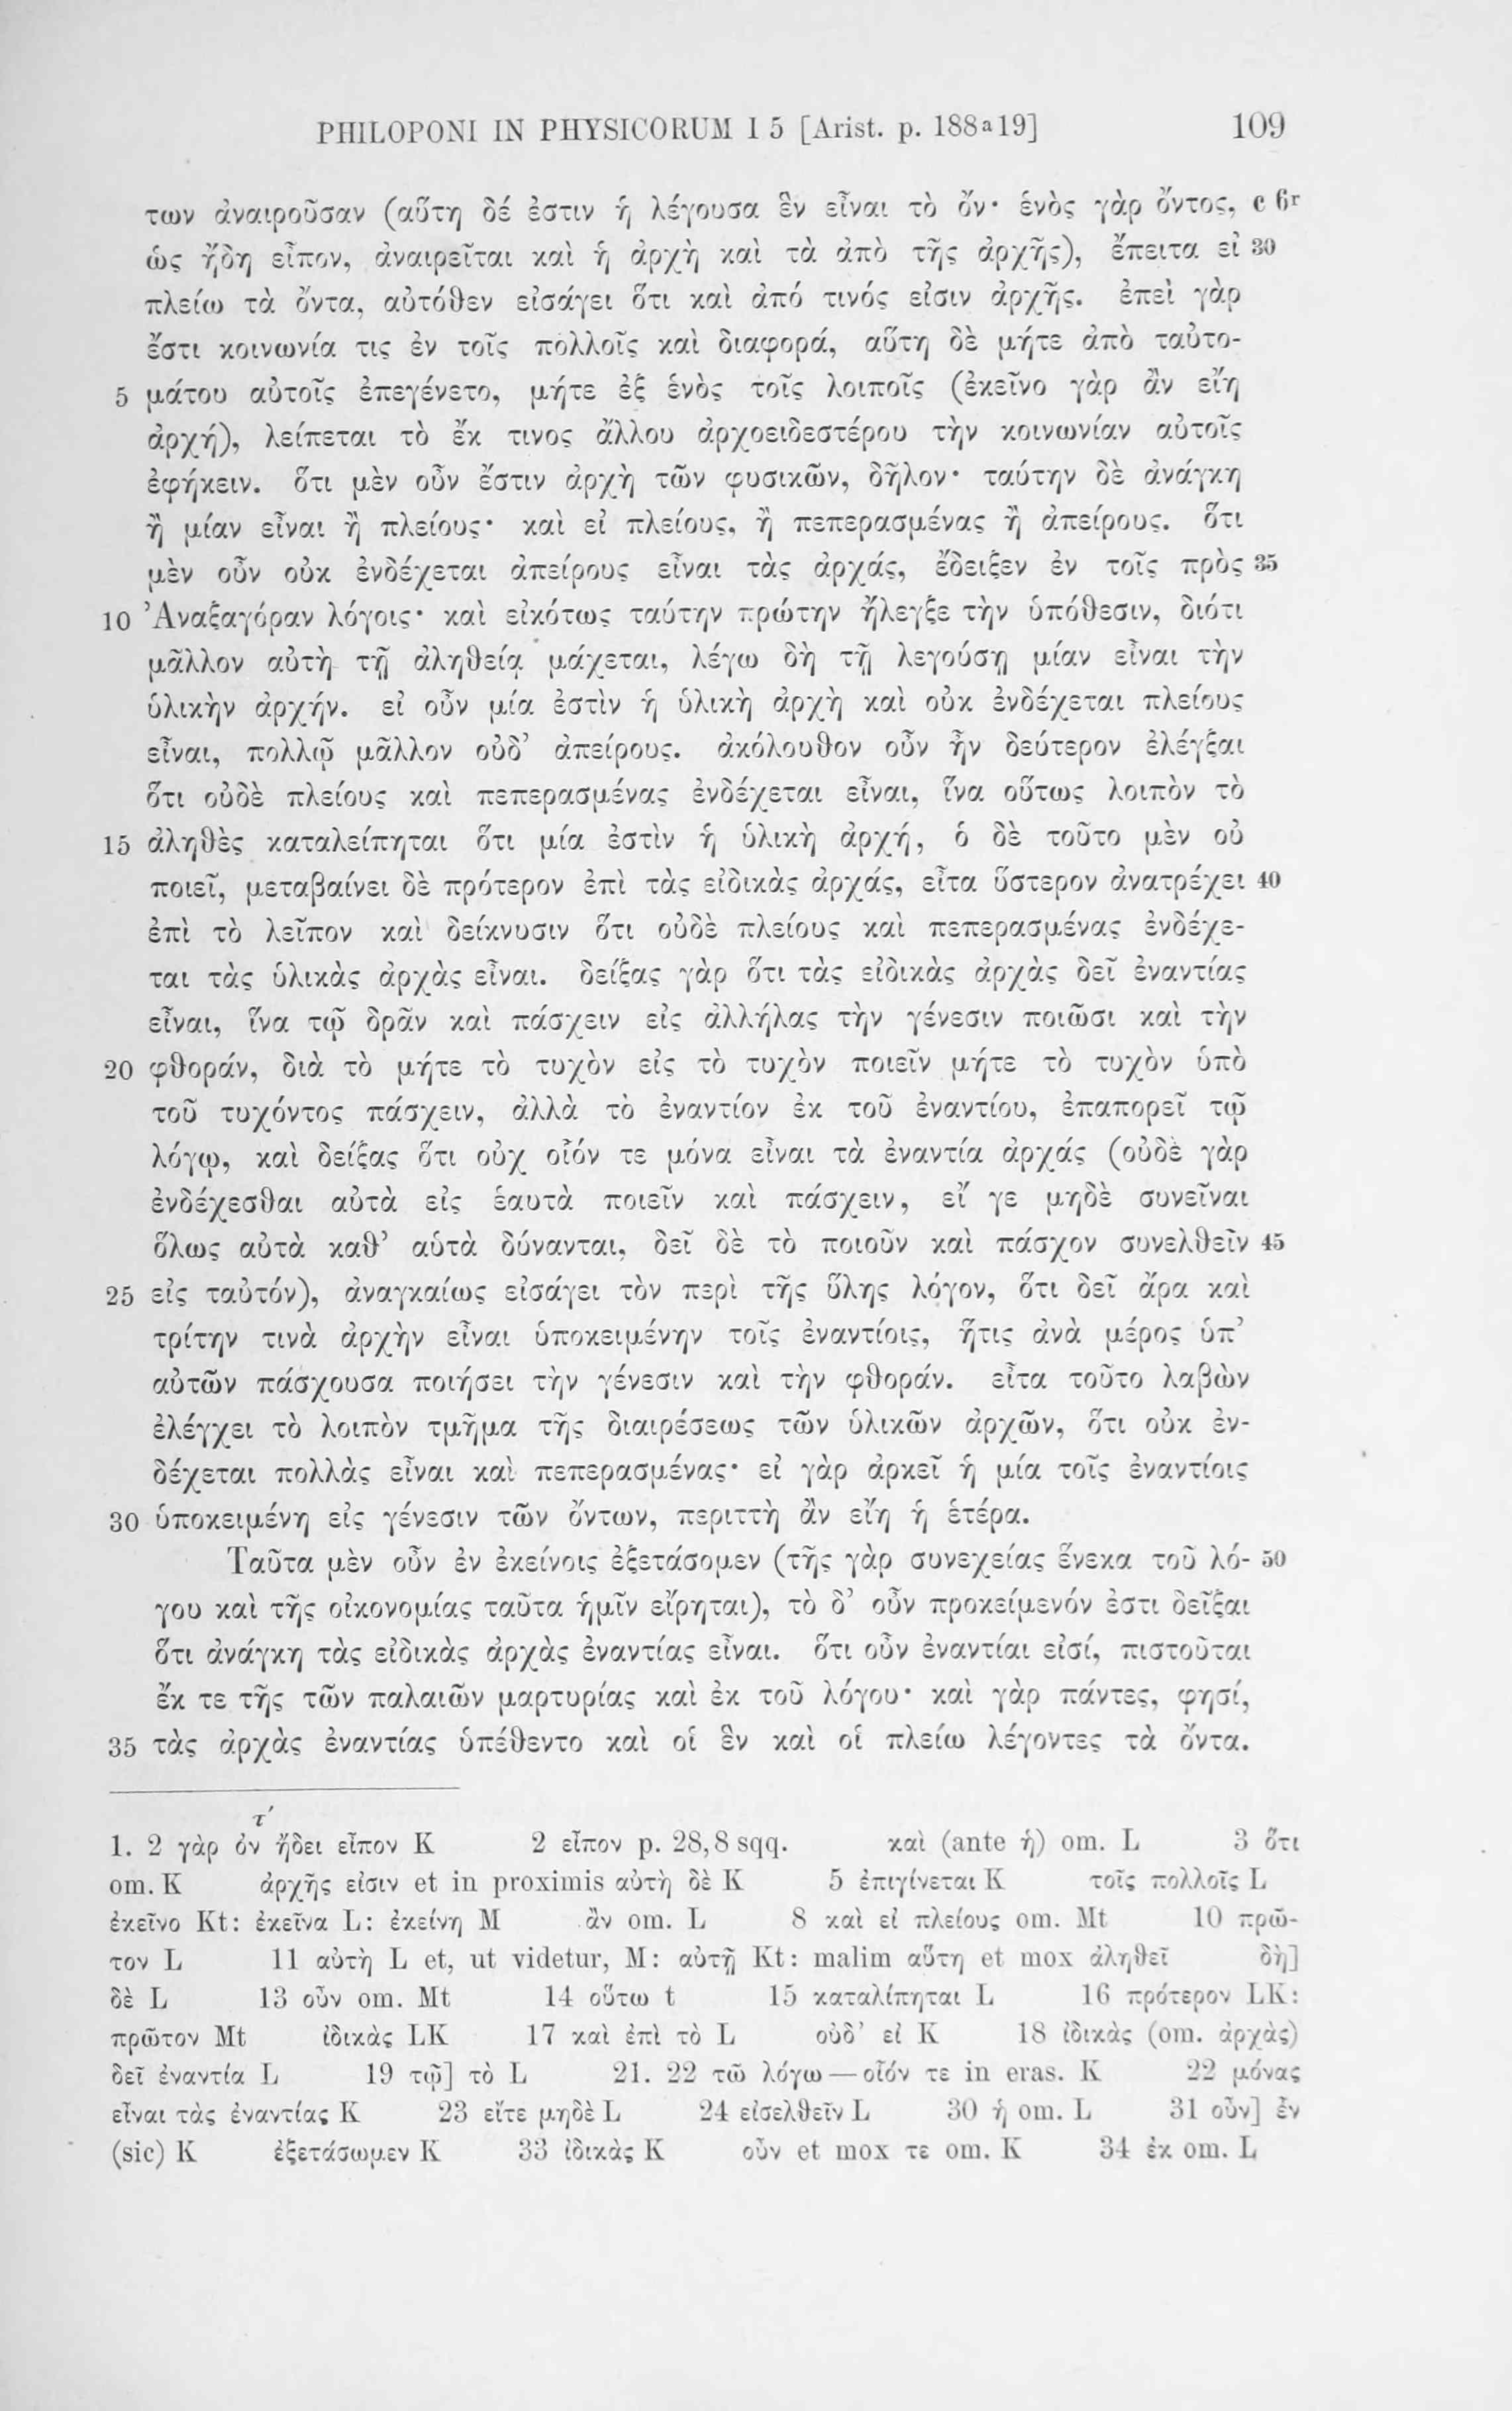 PHILOPONI IN PHYSICORUM I 5 [Arist. p. 188ª19] 109
των ἀναιροῦσαν (αὕτη δέ ἐστιν ἡ λέγουσα ἓν εἶναι τὸ ὄν· ἑνὸς γὰρ ὄντος, c 6ʳ
ὡς ἤδη εἶπον, ἀναιρεῖται καὶ ἡ ἀρχὴ καὶ τὰ ἀπὸ τῆς ἀρχῆς), ἔπειτα εἰ 30
πλείω τὰ ὄντα, αὐτόθεν εἰσάγει ὅτι καὶ ἀπό τινός εἰσιν ἀρχῆς. ἐπεὶ γὰρ
ἔστι κοινωνία τις ἐν τοῖς πολλοῖς καὶ διαφορά, αὕτη δὲ μήτε ἀπὸ ταὐτο-
5 μάτου αὐτοῖς ἐπεγένετο, μήτε ἐξ ἑνὸς τοῖς λοιποῖς (ἐκεῖνο γὰρ ἂν εἴη
ἀρχή), λείπεται τὸ ἔκ τινος ἄλλου ἀρχοειδεστέρου τὴν κοινωνίαν αὐτοῖς
ἐφήκειν. ὅτι μὲν οὖν ἔστιν ἀρχὴ τῶν φυσικῶν, δῆλον· ταύτην δὲ ἀνάγκη
ἢ μίαν εἶναι ἢ πλείους· καὶ εἰ πλείους, ἢ πεπερασμένας ἢ ἀπείρους. ὅτι
μὲν οὖν οὐκ ἐνδέχεται ἀπείρους εἶναι τὰς ἀρχάς, ἔδειξεν ἐν τοῖς πρὸς 35
10 Ἀναξαγόραν λόγοις· καὶ εἰκότως ταύτην πρώτην ἤλεγξε τὴν ὑπόθεσιν, διότι
μᾶλλον αὐτὴ τῇ ἀληθείᾳ μάχεται, λέγω δὴ τῇ λεγούσῃ μίαν εἶναι τὴν
ὑλικὴν ἀρχήν. εἰ οὖν μία ἐστὶν ἡ ὑλικὴ ἀρχὴ καὶ οὐκ ἐνδέχεται πλείους
εἶναι, πολλῷ μᾶλλον οὐδ’ ἀπείρους. ἀκόλουθον οὖν ἦν δεύτερον ἐλέγξαι
ὅτι οὐδὲ πλείους καὶ πεπερασμένας ἐνδέχεται εἶναι, ἵνα οὕτως λοιπὸν τὸ
15 ἀληθὲς καταλείπηται ὅτι μία ἐστὶν ἡ ὑλικὴ ἀρχή, ὁ δὲ τοῦτο μὲν οὐ
ποιεῖ, μεταβαίνει δὲ πρότερον ἐπὶ τὰς εἰδικὰς ἀρχάς, εἶτα ὕστερον ἀνατρέχει 40
ἐπὶ τὸ λεῖπον καὶ δείκνυσιν ὅτι οὐδὲ πλείους καὶ πεπερασμένας ἐνδέχε-
ται τὰς ὑλικὰς ἀρχὰς εἶναι. δείξας γὰρ ὅτι τὰς εἰδικὰς ἀρχὰς δεῖ ἐναντίας
εἶναι, ἵνα τῷ δρᾶν καὶ πάσχειν εἰς ἀλλήλας τὴν γένεσιν ποιῶσι καὶ τὴν
20 φθοράν, διὰ τὸ μήτε τὸ τυχὸν εἰς τὸ τυχὸν ποιεῖν μήτε τὸ τυχὸν ὑπὸ
τοῦ τυχόντος πάσχειν, ἀλλὰ τὸ ἐναντίον ἐκ τοῦ ἐναντίου, ἐπαπορεῖ τῷ
λόγῳ, καὶ δείξας ὅτι οὐχ οἷόν τε μόνα εἶναι τὰ ἐναντία ἀρχάς (οὐδὲ γὰρ
ἐνδέχεσθαι αὐτὰ εἰς ἑαυτὰ ποιεῖν καὶ πάσχειν, εἴ γε μηδὲ συνεῖναι
ὅλως αὐτὰ καθ’ αὑτὰ δύνανται, δεῖ δὲ τὸ ποιοῦν καὶ πάσχον συνελθεῖν 45
25 εἰς ταὐτόν), ἀναγκαίως εἰσάγει τὸν περὶ τῆς ὕλης λόγον, ὅτι δεῖ ἄρα καὶ
τρίτην τινὰ ἀρχὴν εἶναι ὑποκειμένην τοῖς ἐναντίοις, ἥτις ἀνὰ μέρος ὑπ’
αὐτῶν πάσχουσα ποιήσει τὴν γένεσιν καὶ τὴν φθοράν. εἶτα τοῦτο λαβὼν
ἐλέγχει τὸ λοιπὸν τμῆμα τῆς διαιρέσεως τῶν ὑλικῶν ἀρχῶν, ὅτι οὐκ ἐν-
δέχεται πολλὰς εἶναι καὶ πεπερασμένας· εἰ γὰρ ἀρκεῖ ἡ μία τοῖς ἐναντίοις
30 ὑποκειμένη εἰς γένεσιν τῶν ὄντων, περιττὴ ἂν εἴη ἡ ἑτέρα.
Ταῦτα μὲν οὖν ἐν ἐκείνοις ἐξετάσομεν (τῆς γὰρ συνεχείας ἕνεκα τοῦ λό- 50
γου καὶ τῆς οἰκονομίας ταῦτα ἡμῖν εἴρηται), τὸ δ’ οὖν προκείμενόν ἐστι δεῖξαι
ὅτι ἀνάγκη τὰς εἰδικὰς ἀρχὰς ἐναντίας εἶναι. ὅτι οὖν ἐναντίαι εἰσί, πιστοῦται
ἔκ τε τῆς τῶν παλαιῶν μαρτυρίας καὶ ἐκ τοῦ λόγου· καὶ γὰρ πάντες, φησί,
35 τὰς ἀρχὰς ἐναντίας ὑπέθεντο καὶ οἱ ἓν καὶ οἱ πλείω λέγοντες τὰ ὄντα.
τ´
1. 2 γὰρ ὀν ἤδει εἶπον K 2 εἶπον p. 28,8 sqq. καὶ (ante ἡ) om. L 3 ὅτι
om. K ἀρχῆς εἰσιν et in proximis αὐτὴ δὲ K 5 ἐπιγίνεται K τοῖς πολλοῖς L
ἐκεῖνο Kt: ἐκεῖνα L: ἐκείνη M ἂν om. L 8 καὶ εἰ πλείους om. Mt 10 πρῶ-
τον L 11 αὐτὴ L et, ut videtur, M: αὐτῇ Kt: malim αὕτη et mox ἀληθεῖ δὴ]
δὲ L 13 οὖν om. Mt 14 οὕτω t 15 καταλίπηται L 16 πρότερον LK:
πρῶτον Mt ἰδικὰς LK 17 καὶ ἐπὶ τὸ L οὐδ’ εἰ K 18 ἰδικὰς (om. ἀρχὰς)
δεῖ ἐναντία L 19 τῷ] τὸ L 21. 22 τῶ λόγω — οἷόν τε in eras. K 22 μόνας
εἶναι τὰς ἐναντίας K 23 εἴτε μηδὲ L 24 εἰσελθεῖν L 30 ἡ om. L 31 οὖν] ἐν
(sic) K ἐξετάσωμεν K 33 ἰδικὰς K οὖν et mox τε om. K 34 ἐκ om. L